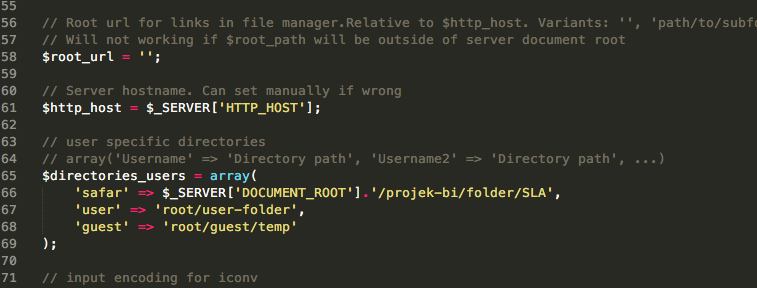 55
56 // Root url for links in file manager.Relative to $http_host. Variants: '', 'path/to/subfo
57 // Will not working if $root_path will be outside of server document root
58 $root_url = '';
59
60 // Server hostname. Can set manually if wrong
61 $http_host = $_SERVER['HTTP_HOST'];
62
63 // user specific directories
64 // array('Username' => 'Directory path', 'Username2' => 'Directory path', ...)
65 $directories_users = array(
66 'safar' => $_SERVER['DOCUMENT_ROOT'].'/projek-bi/folder/SLA',
67 'user' => 'root/user-folder',
68 'guest' => 'root/guest/temp'
69 );
70
71 // input encoding for iconv